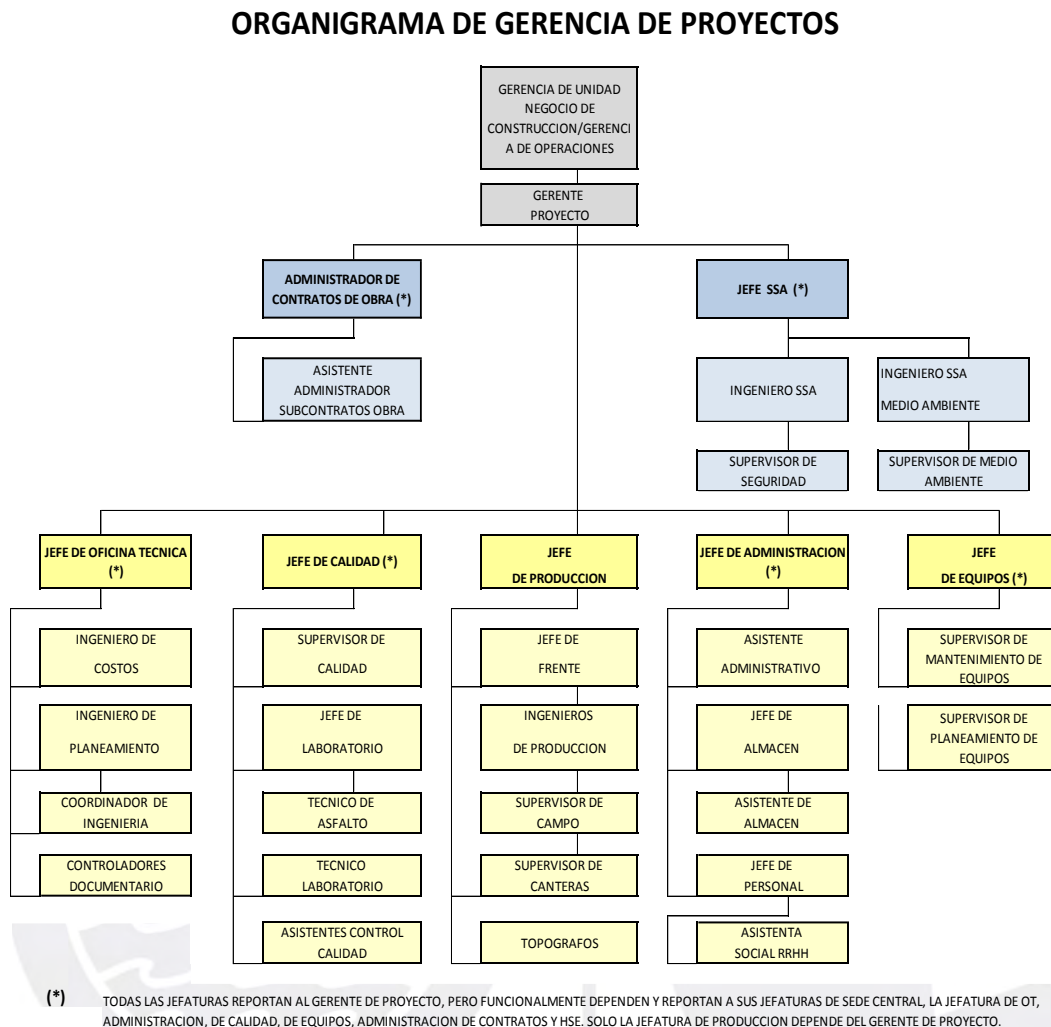 ORGANIGRAMA DE GERENCIA DE PROYECTOS
GERENCIA DE UNIDAD
NEGOCIO DE
CONSTRUCCION/GERENCI
A DE OPERACIONES
GERENTE
PROYECTO
ADMINISTRADOR DE
CONTRATOS DE OBRA (*)
JEFE SSA (*)
ASISTENTE
ADMINISTRADOR
SUBCONTRATOS OBRA
INGENIERO SSA
INGENIERO SSA
MEDIO AMBIENTE
SUPERVISOR DE
SEGURIDAD
SUPERVISOR DE MEDIO
AMBIENTE
JEFE DE OFICINA TECNICA
(*)
JEFE DE CALIDAD (*)
JEFE
DE PRODUCCION
JEFE DE ADMINISTRACION
(*)
JEFE
DE EQUIPOS (*)
INGENIERO DE
COSTOS
SUPERVISOR DE
CALIDAD
JEFE DE
FRENTE
ASISTENTE
ADMINISTRATIVO
SUPERVISOR DE
MANTENIMIENTO DE
EQUIPOS
INGENIERO DE
PLANEAMIENTO
JEFE DE
LABORATORIO
INGENIEROS
DE PRODUCCION
JEFE DE
ALMACEN
SUPERVISOR DE
PLANEAMIENTO DE
EQUIPOS
COORDINADOR DE
INGENIERIA
TECNICO DE
ASFALTO
SUPERVISOR DE
CAMPO
ASISTENTE DE
ALMACEN
CONTROLADORES
DOCUMENTARIO
TECNICO
LABORATORIO
SUPERVISOR DE
CANTERAS
JEFE DE
PERSONAL
ASISTENTES CONTROL
CALIDAD
TOPOGRAFOS
ASISTENTA
SOCIAL RRHH
(*) TODAS LAS JEFATURAS REPORTAN AL GERENTE DE PROYECTO, PERO FUNCIONALMENTE DEPENDEN Y REPORTAN A SUS JEFATURAS DE SEDE CENTRAL, LA JEFATURA DE OT,
ADMINISTRACION, DE CALIDAD, DE EQUIPOS, ADMINISTRACION DE CONTRATOS Y HSE. SOLO LA JEFATURA DE PRODUCCION DEPENDE DEL GERENTE DE PROYECTO.